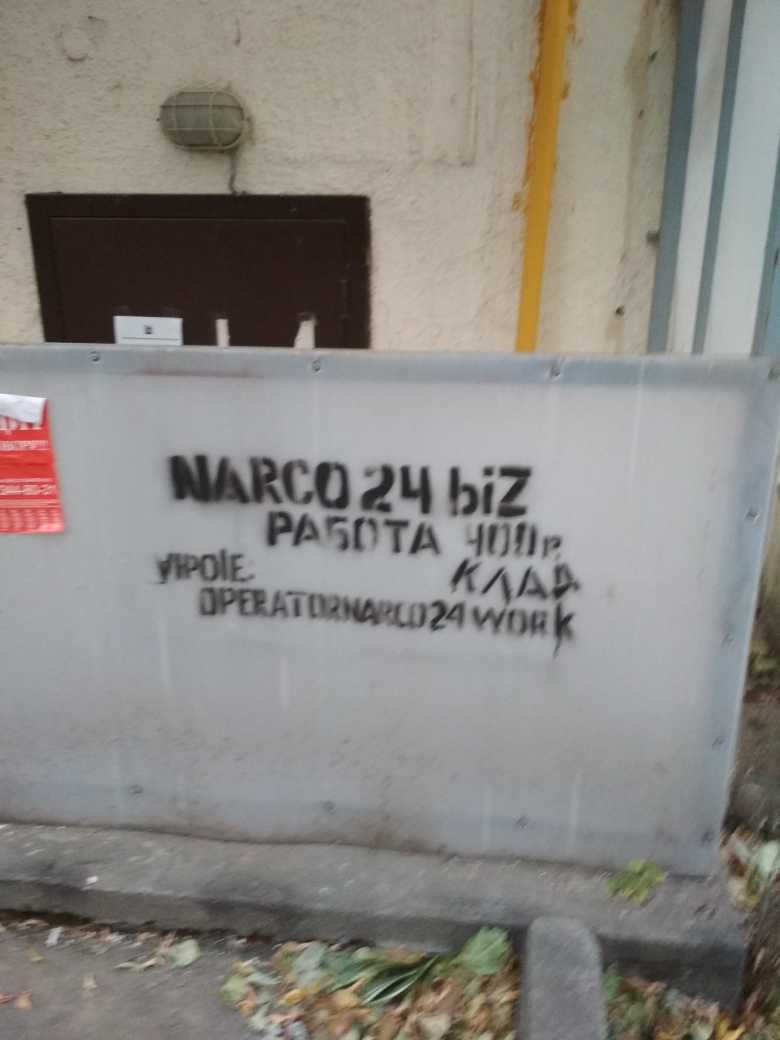 NARCO 24 biZ
РАБОТА 400р.
КЛАД
VIPOLE:
OPERATORNARCO24WORK